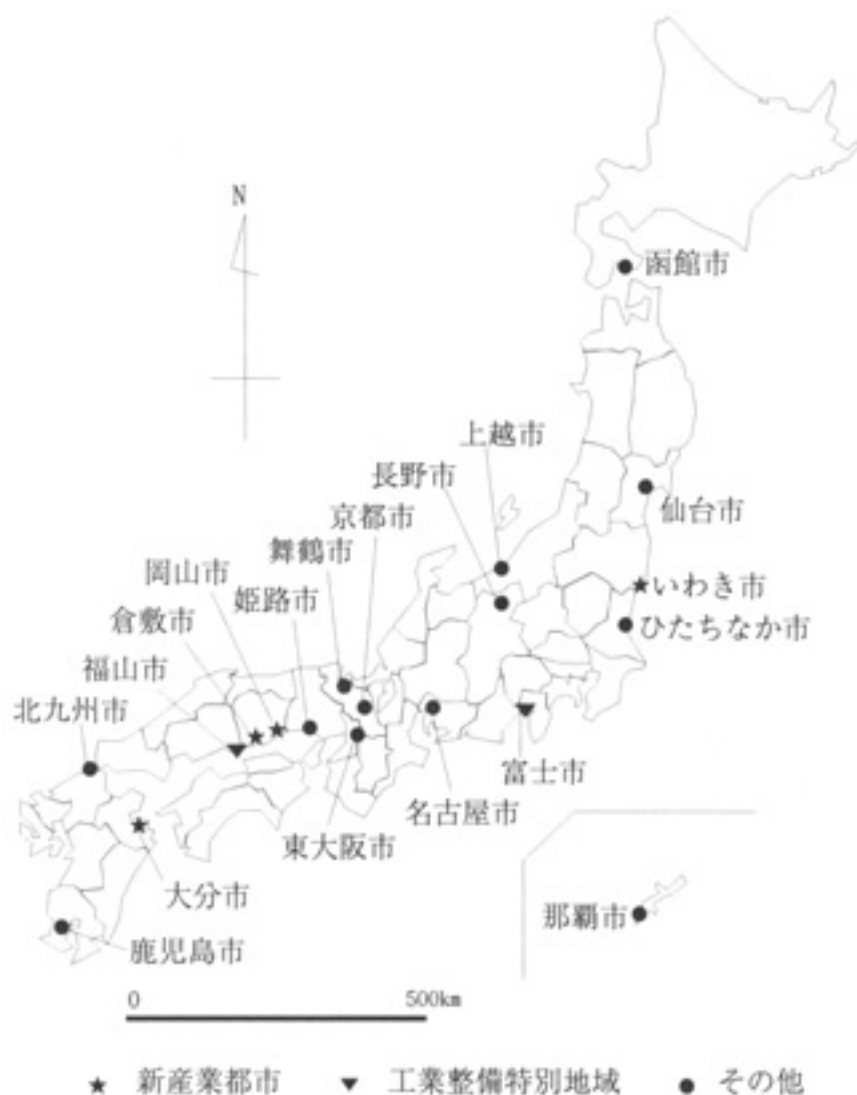 N
函館市
上越市
長野市
京都市
仙台市
舞鶴市
岡山市
いわき市
姫路市
倉敷市
ひたちなか市
福山市
北九州市
富士市
名古屋市
東大阪市
大分市
那覇市
鹿児島市
0 500km
★ 新産業都市 ▼ 工業整備特別地域 ● その他